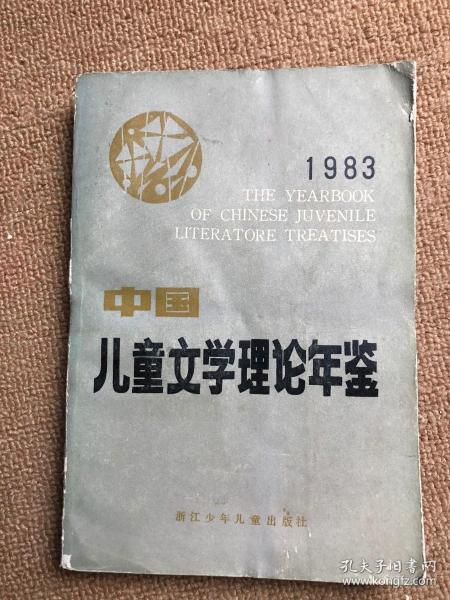 1983
THE YEARBOOK
OF CHINESE JUVENILE
LITERATORE TREATISES
中国
儿童文学理论年鉴
浙江少年儿童出版社
孔夫子旧书网
www.kongfz.com